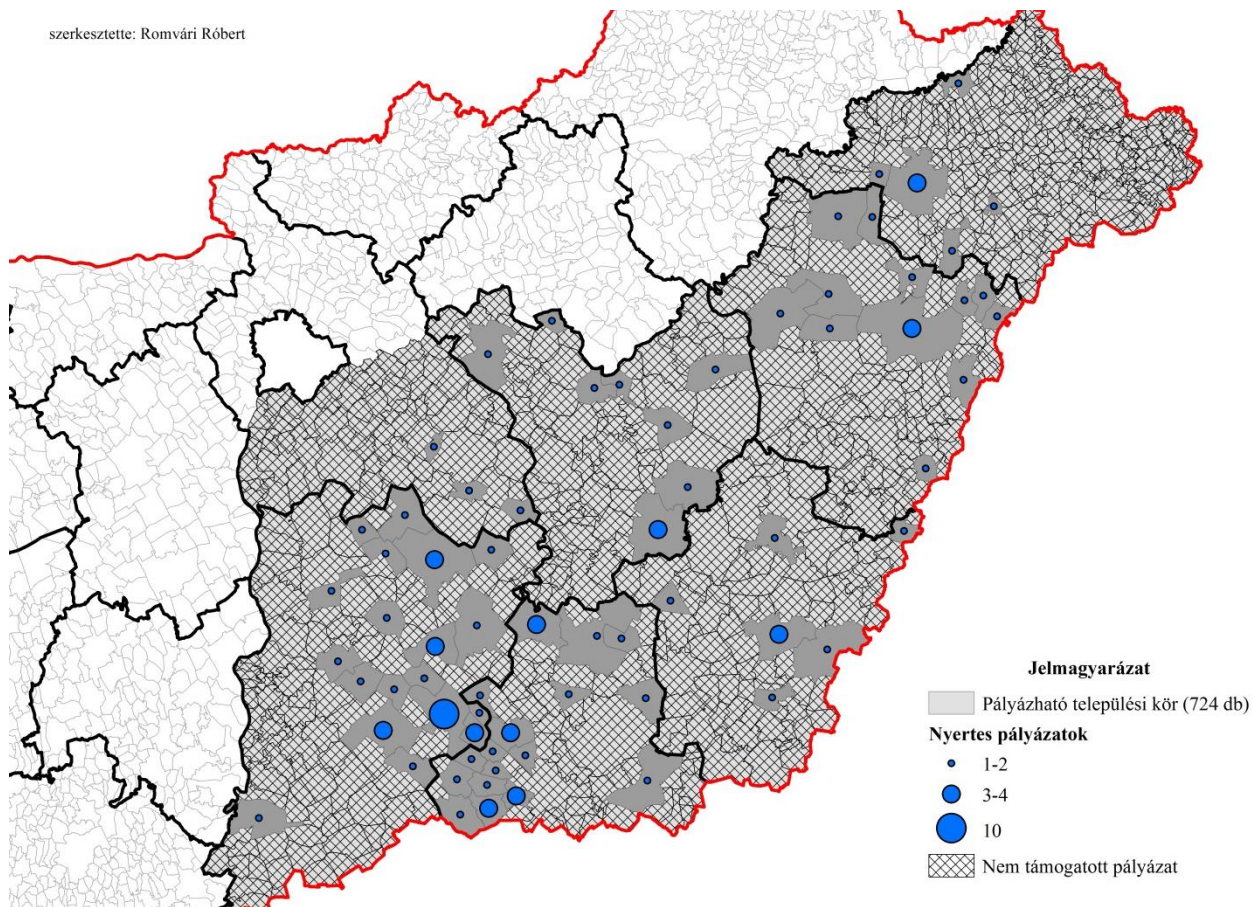 szerkesztette: Romvári Róbert
Jelmagyarázat
Pályázható települési kör (724 db)
Nyertes pályázatok
1-2
3-4
10
Nem támogatott pályázat